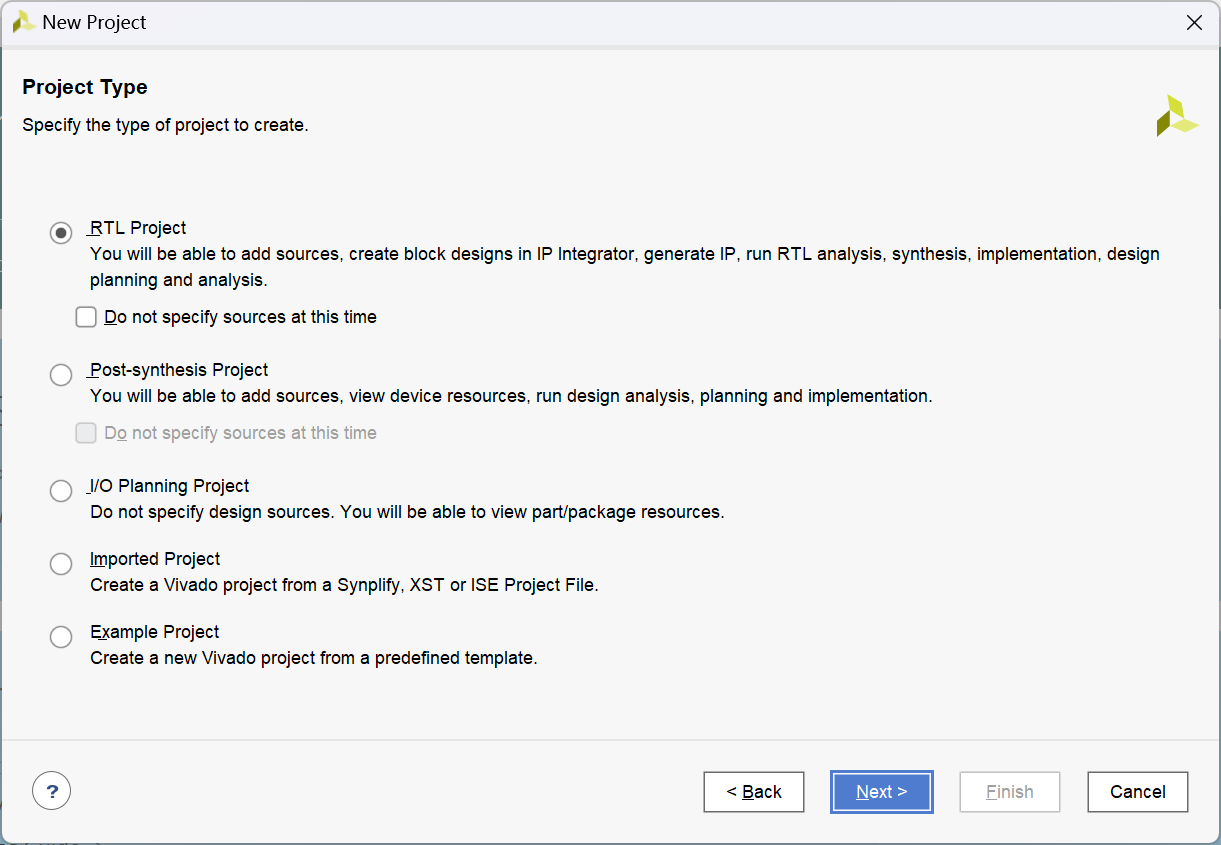 New Project
Project Type
Specify the type of project to create.
RTL Project
You will be able to add sources, create block designs in IP Integrator, generate IP, run RTL analysis, synthesis, implementation, design
planning and analysis.
Do not specify sources at this time
Post-synthesis Project
You will be able to add sources, view device resources, run design analysis, planning and implementation.
Do not specify sources at this time
I/O Planning Project
Do not specify design sources. You will be able to view part/package resources.
Imported Project
Create a Vivado project from a Synplify, XST or ISE Project File.
Example Project
Create a new Vivado project from a predefined template.
? < Back Next > Finish Cancel